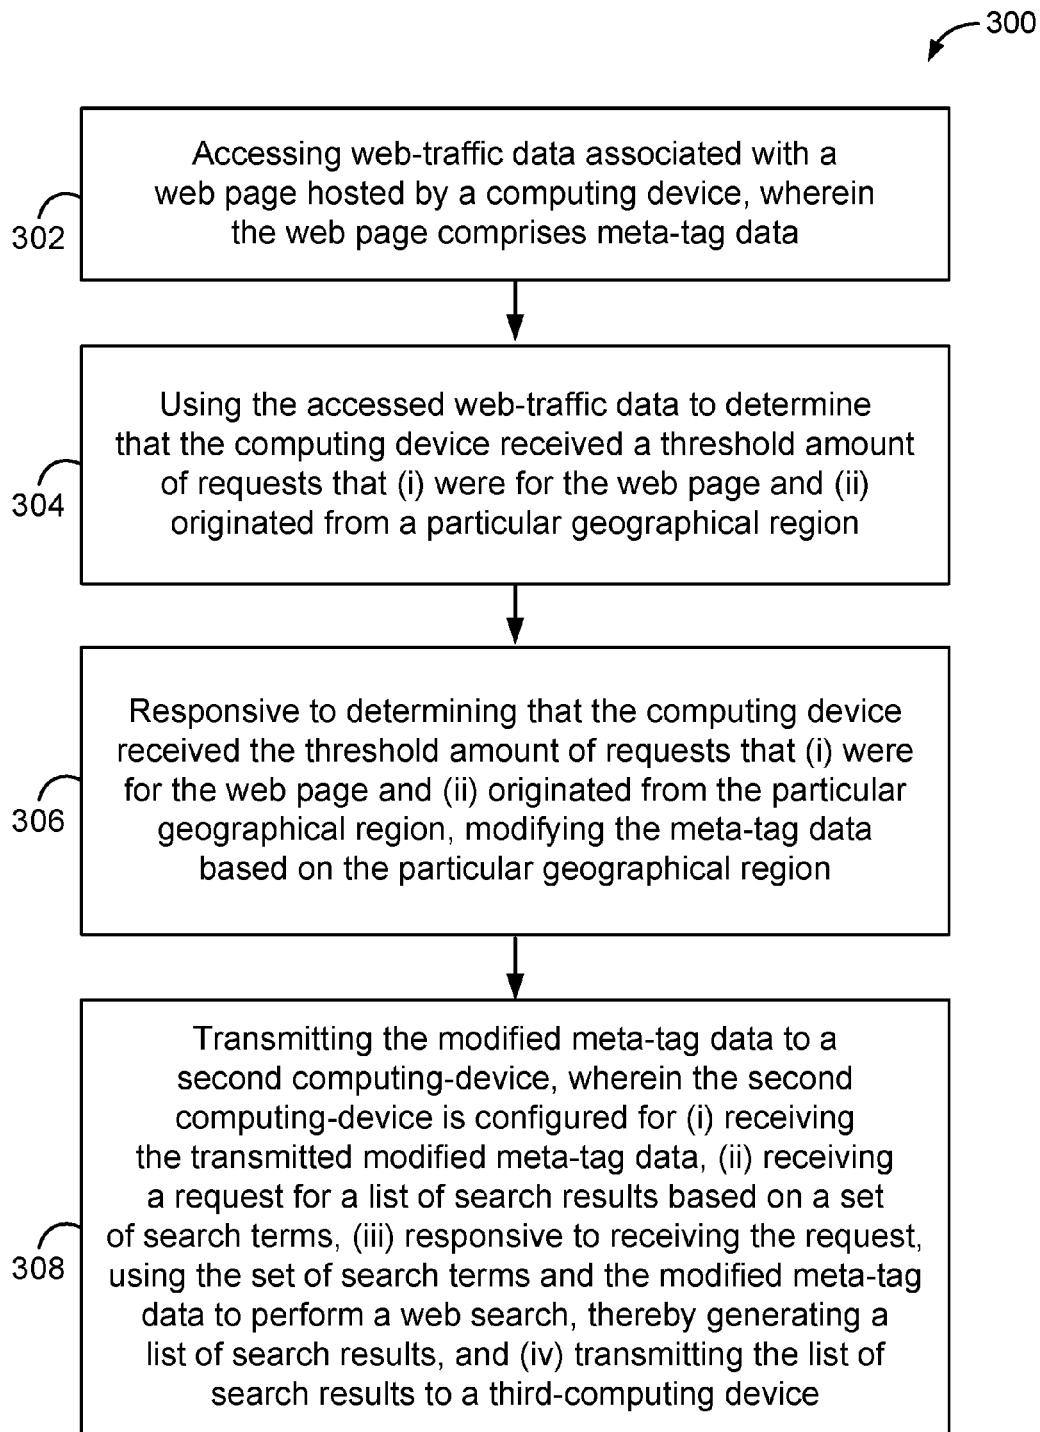 300
Accessing web-traffic data associated with a
web page hosted by a computing device, wherein
the web page comprises meta-tag data
302
Using the accessed web-traffic data to determine
that the computing device received a threshold amount
of requests that (i) were for the web page and (ii)
originated from a particular geographical region
304
Responsive to determining that the computing device
received the threshold amount of requests that (i) were
for the web page and (ii) originated from the particular
geographical region, modifying the meta-tag data
based on the particular geographical region
306
Transmitting the modified meta-tag data to a
second computing-device, wherein the second
computing-device is configured for (i) receiving
the transmitted modified meta-tag data, (ii) receiving
a request for a list of search results based on a set
of search terms, (iii) responsive to receiving the request,
using the set of search terms and the modified meta-tag
data to perform a web search, thereby generating a
list of search results, and (iv) transmitting the list of
search results to a third-computing device
308